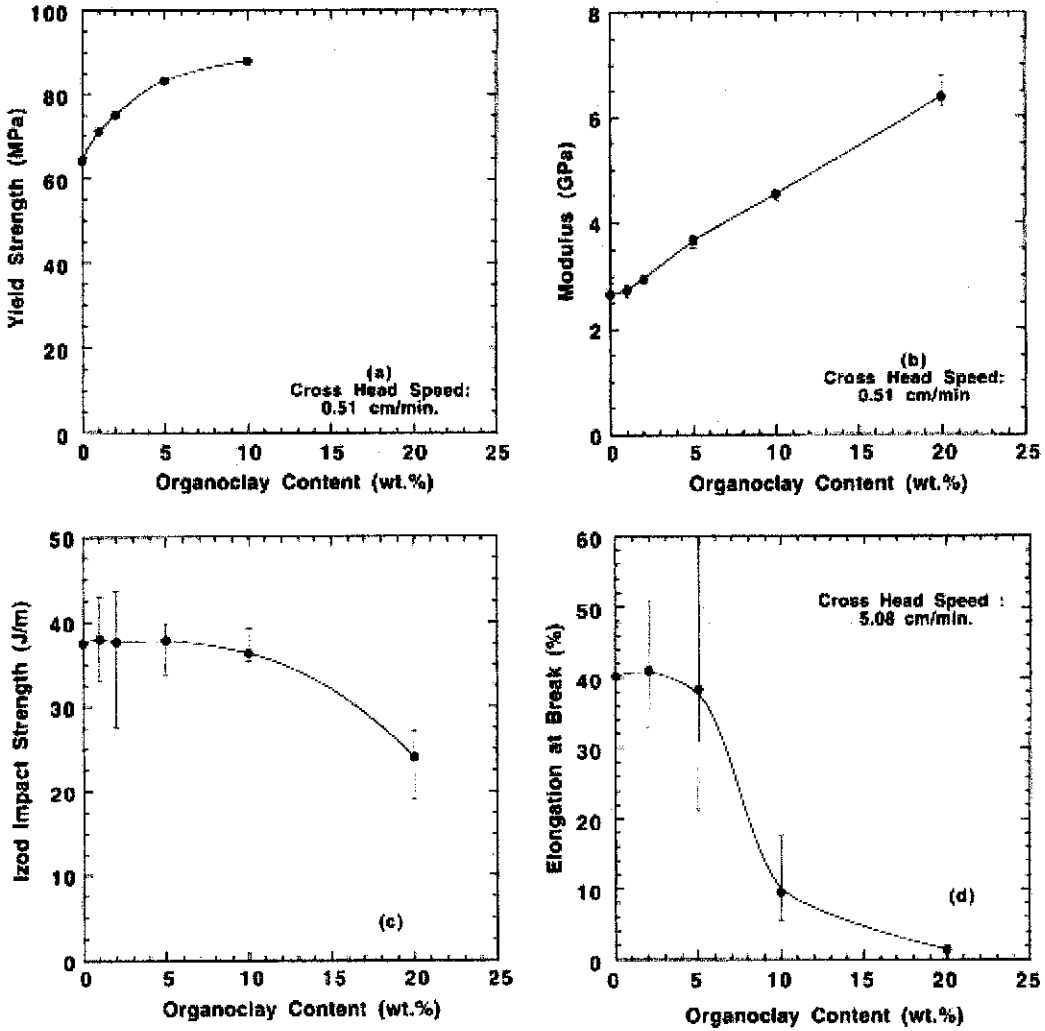 100
80
60
40
20
0
Yield Strength (MPa)
(a)
Cross Head Speed:
0.51 cm/min.
0 5 10 15 20 25
Organoclay Content (wt.%)
8
6
4
2
0
Modulus (GPa)
(b)
Cross Head Speed:
0.51 cm/min
0 5 10 15 20 25
Organoclay Content (wt.%)
50
40
30
20
10
0
Izod Impact Strength (J/m)
(c)
0 5 10 15 20 25
Organoclay Content (wt.%)
60
50
40
30
20
10
0
Elongation at Break (%)
Cross Head Speed :
5.08 cm/min.
(d)
0 5 10 15 20 25
Organoclay Content (wt.%)